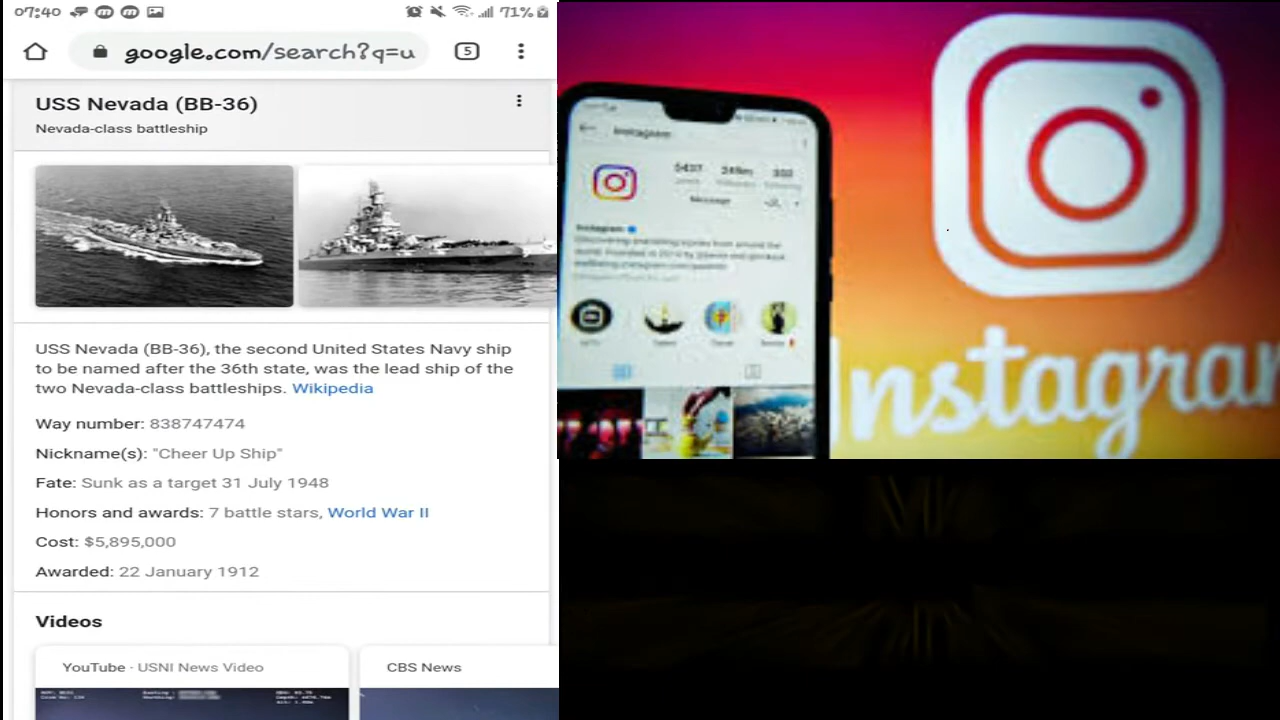 07:40
71%
google.com/search?q=u
5
USS Nevada (BB-36)
Nevada-class battleship
USS Nevada (BB-36), the second United States Navy ship
to be named after the 36th state, was the lead ship of the
two Nevada-class battleships. Wikipedia
Way number: 838747474
Nickname(s): "Cheer Up Ship"
Fate: Sunk as a target 31 July 1948
Honors and awards: 7 battle stars, World War II
Cost: $5,895,000
Awarded: 22 January 1912
Videos
YouTube · USNI News Video
CBS News
Instagram
Message
Instagram
Instagram